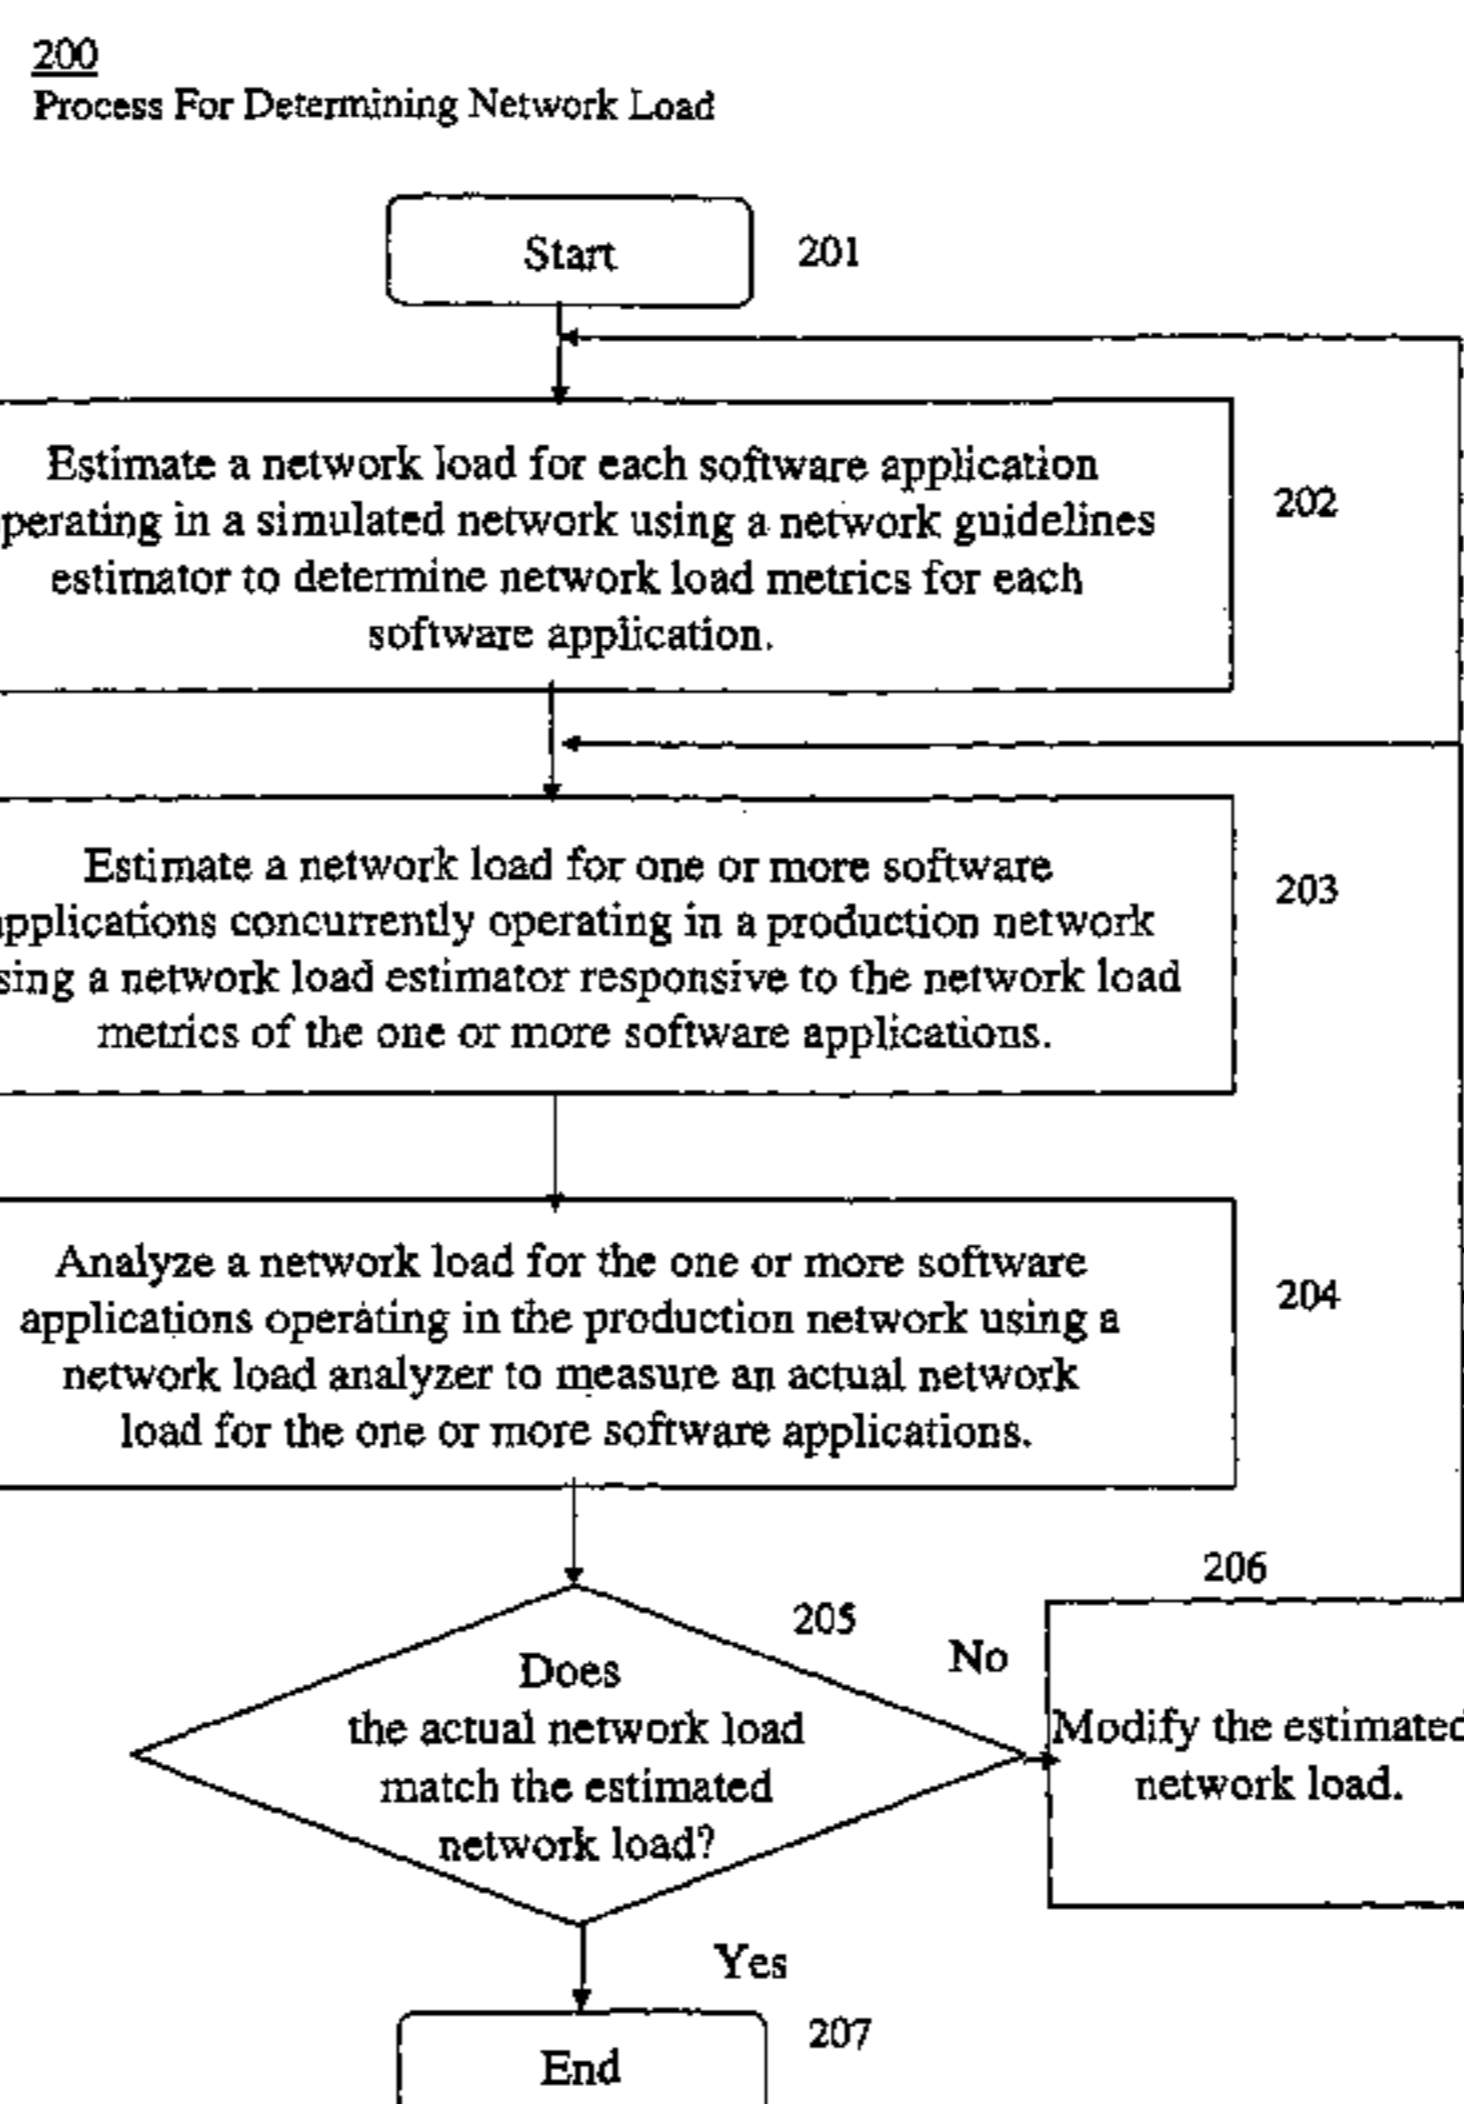 200
Process For Determining Network Load
Start
201
Estimate a network load for each software application
perating in a simulated network using a network guidelines
estimator to determine network load metrics for each
software application.
202
Estimate a network load for one or more software
pplications concurrently operating in a production network
sing a network load estimator responsive to the network load
metrics of the one or more software applications.
203
Analyze a network load for the one or more software
applications operating in the production network using a
network load analyzer to measure an actual network
load for the one or more software applications.
204
205
Does
the actual network load
match the estimated
network load?
No
206
Modify the estimated
network load.
Yes
207
End